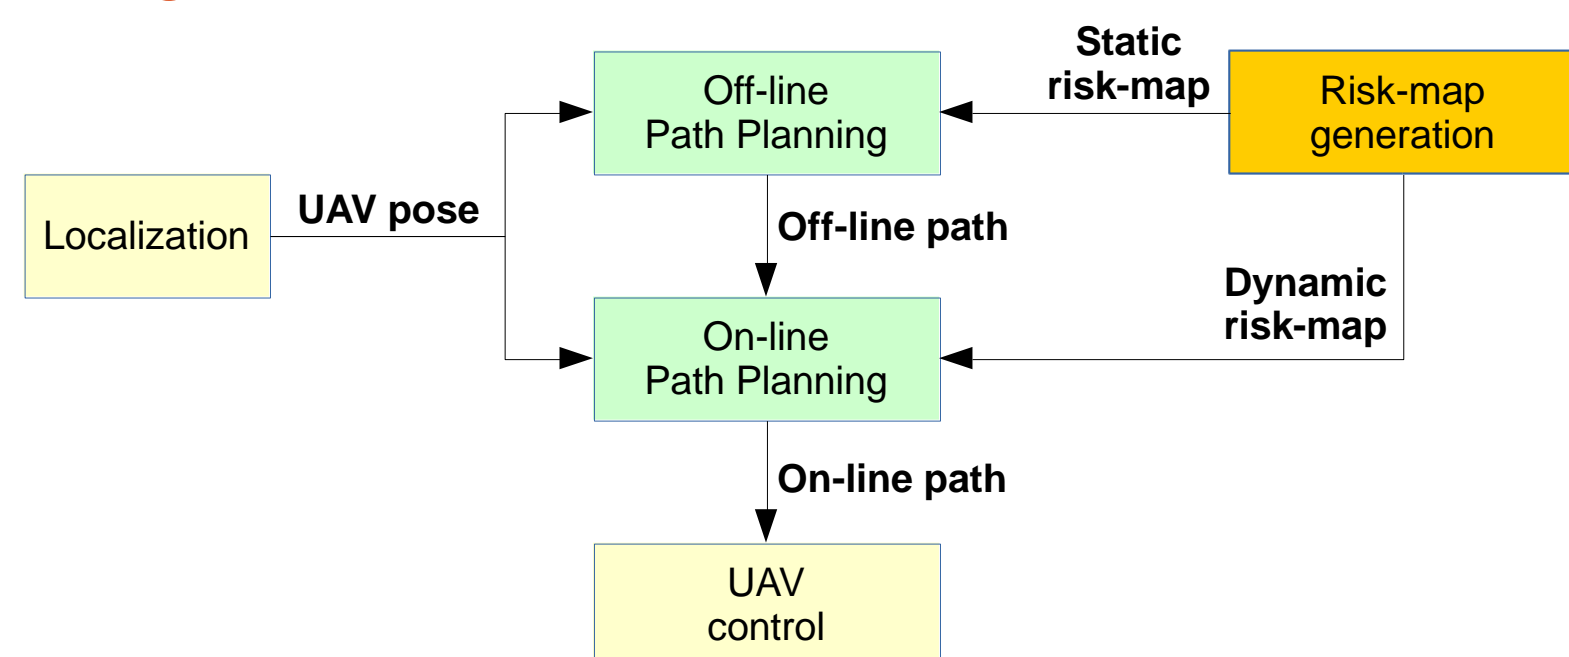 Static
risk-map
Off-line
Path Planning
Risk-map
generation
UAV pose
Localization
Off-line path
Dynamic
risk-map
On-line
Path Planning
On-line path
UAV
control